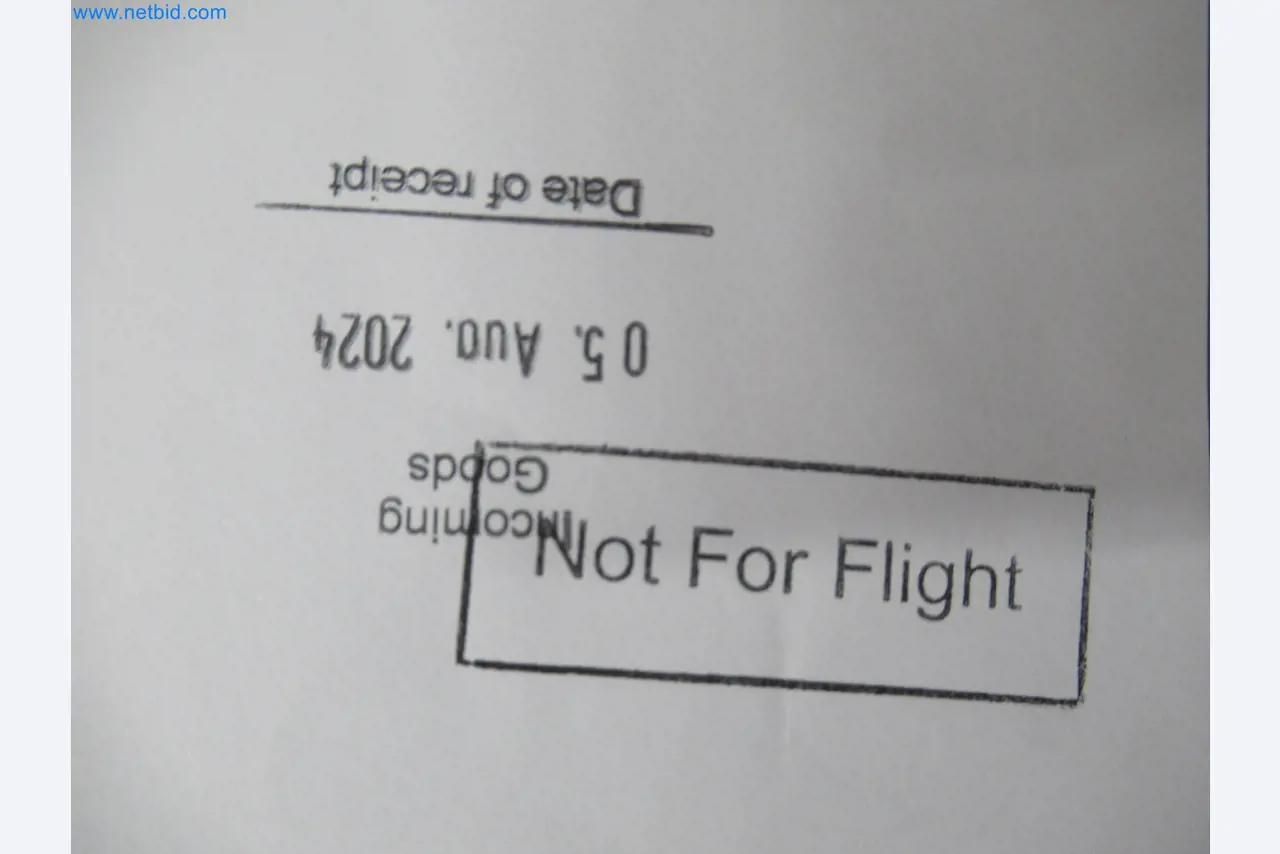 www.netbid.com
Incoming
Goods
0 5. Aug. 2024
Date of receipt
Not For Flight